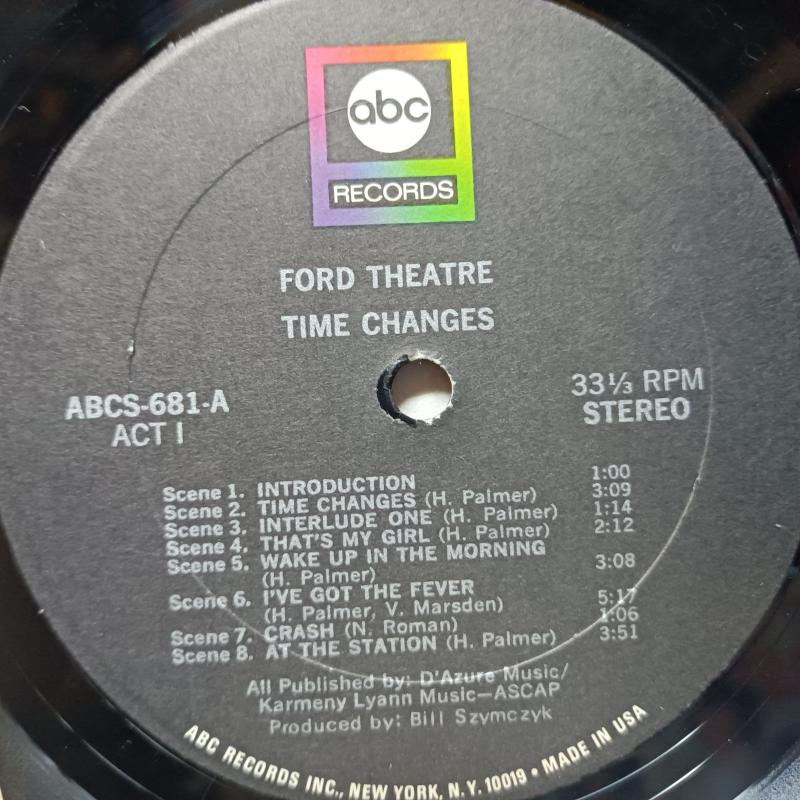 abc
RECORDS
FORD THEATRE
TIME CHANGES
ABCS-681-A
ACT I
33⅓ RPM
STEREO
Scene 1. INTRODUCTION 1:00
Scene 2. TIME CHANGES (H. Palmer) 3:09
Scene 3. INTERLUDE ONE (H. Palmer) 1:14
Scene 4. THAT'S MY GIRL (H. Palmer) 2:12
Scene 5. WAKE UP IN THE MORNING
(H. Palmer) 3:08
Scene 6. I'VE GOT THE FEVER
(H. Palmer, V. Marsden) 5:17
Scene 7. CRASH (N. Roman) 1:06
Scene 8. AT THE STATION (H. Palmer) 3:51
All Published by: D'Azure Music/
Karmeny Lyann Music—ASCAP
Produced by: Bill Szymczyk
ABC RECORDS INC., NEW YORK, N.Y. 10019 • MADE IN USA